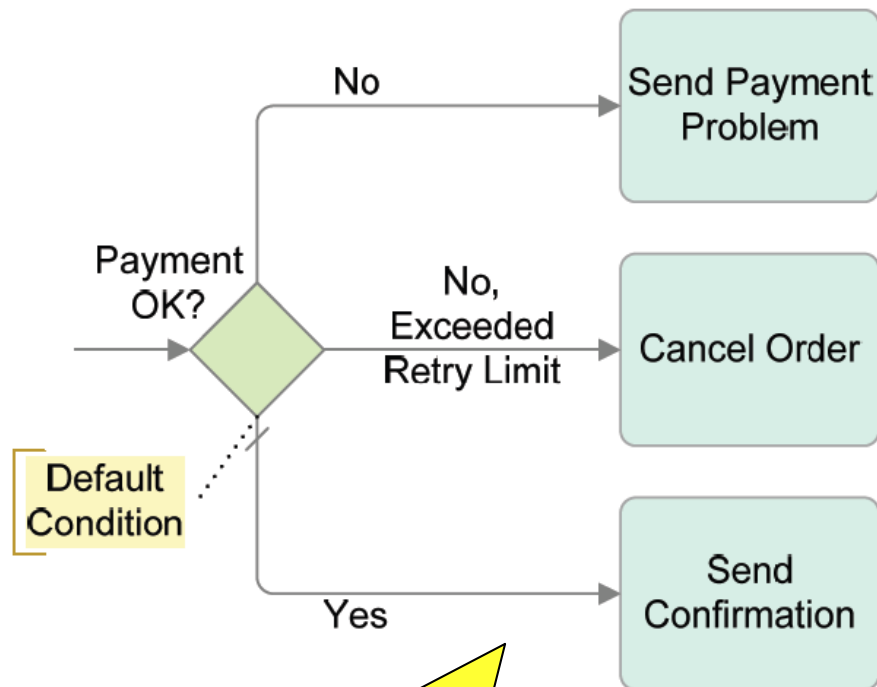 No
Send Payment
Problem
Payment
OK?
No,
Exceeded
Retry Limit
Cancel Order
Default
Condition
Yes
Send
Confirmation